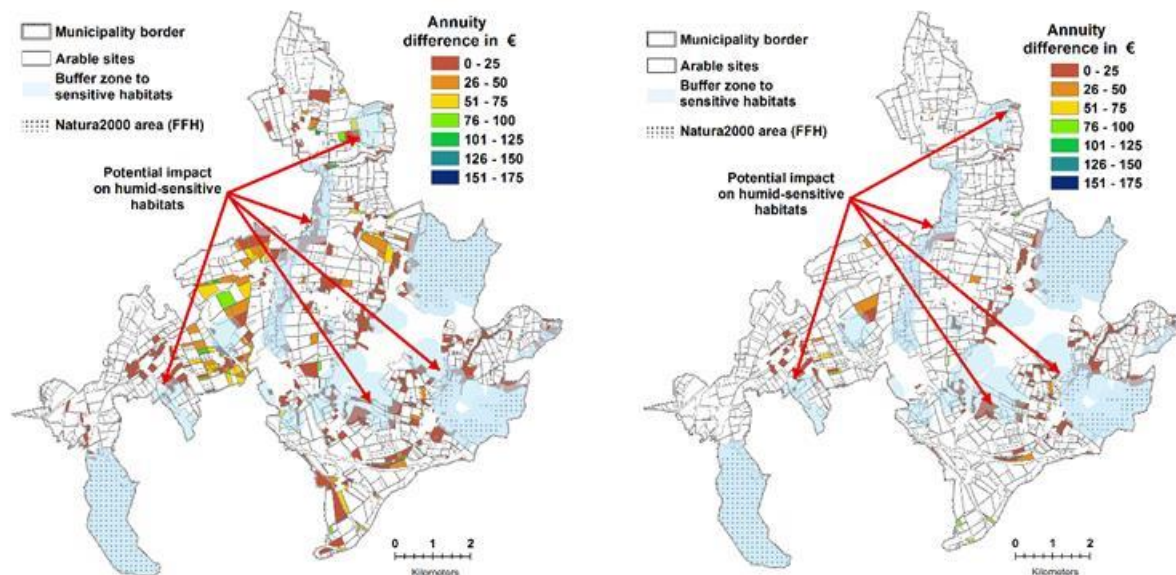 Municipality border
Arable sites
Buffer zone to
sensitive habitats
Natura2000 area (FFH)
Annuity
difference in €
0 - 25
26 - 50
51 - 75
76 - 100
101 - 125
126 - 150
151 - 175
Potential impact
on humid-sensitive
habitats
0 1 2
Kilometers
Municipality border
Arable sites
Buffer zone to
sensitive habitats
Natura2000 area (FFH)
Annuity
difference in €
0 - 25
26 - 50
51 - 75
76 - 100
101 - 125
126 - 150
151 - 175
Potential impact
on humid-sensitive
habitats
0 1 2
Kilometers